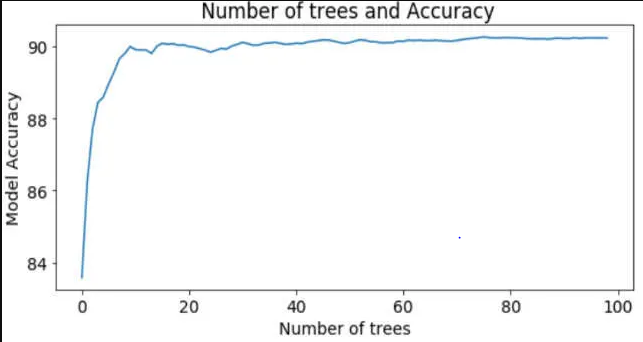 Number of trees and Accuracy
Model Accuracy
90
88
86
84
0 20 40 60 80 100
Number of trees